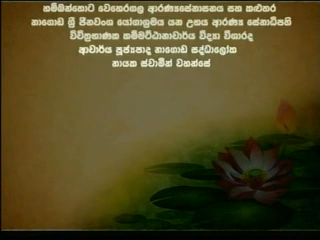 හම්බන්තොට වෙහෙරගල ආරණ්‍යසේනාසනය සහ කළුතර
නාගොඩ ශ්‍රී ජිනවංශ යෝගාශ්‍රමය යන උභය ආරණ්‍ය සේනාධිපති
විචිත්‍රභාණක කම්මට්ඨානාචාර්ය විද්‍යා විශාරද
ආචාර්ය පූජ්‍යපාද නාගොඩ සද්ධාලෝක
නායක ස්වාමීන් වහන්සේ